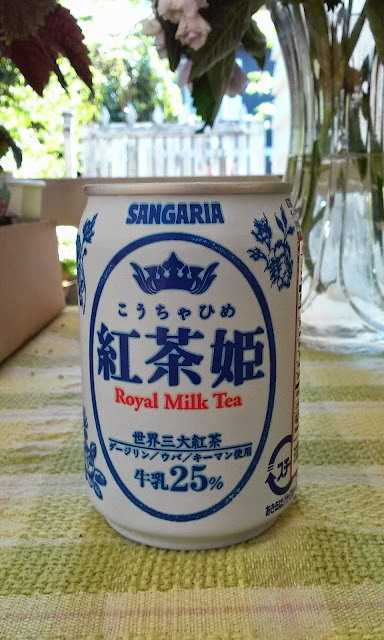 SANGARIA
こうちゃひめ
紅茶姫
Royal Milk Tea
世界三大紅茶
ダージリン/ウバ/キーマン使用
牛乳25%